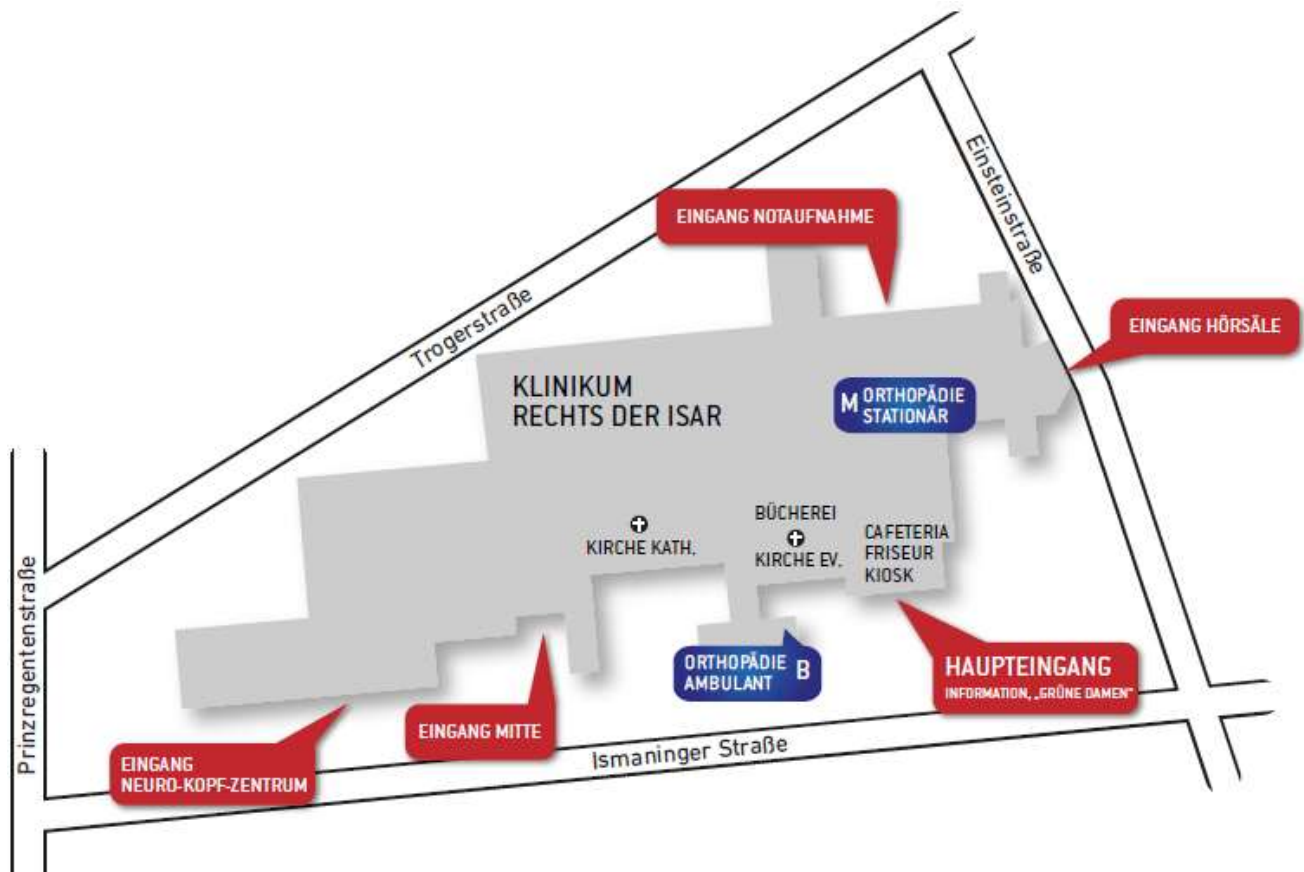 Einsteinstraße
EINGANG NOTAUFNAHME
Trogerstraße
EINGANG HÖRSÄLE
KLINIKUM
RECHTS DER ISAR
M ORTHOPÄDIE
STATIONÄR
KIRCHE KATH.
BÜCHEREI
KIRCHE EV.
CAFETERIA
FRISEUR
KIOSK
Prinzregentenstraße
ORTHOPÄDIE B
AMBULANT
HAUPTEINGANG
INFORMATION, „GRÜNE DAMEN"
EINGANG MITTE
EINGANG
NEURO-KOPF-ZENTRUM
Ismaninger Straße